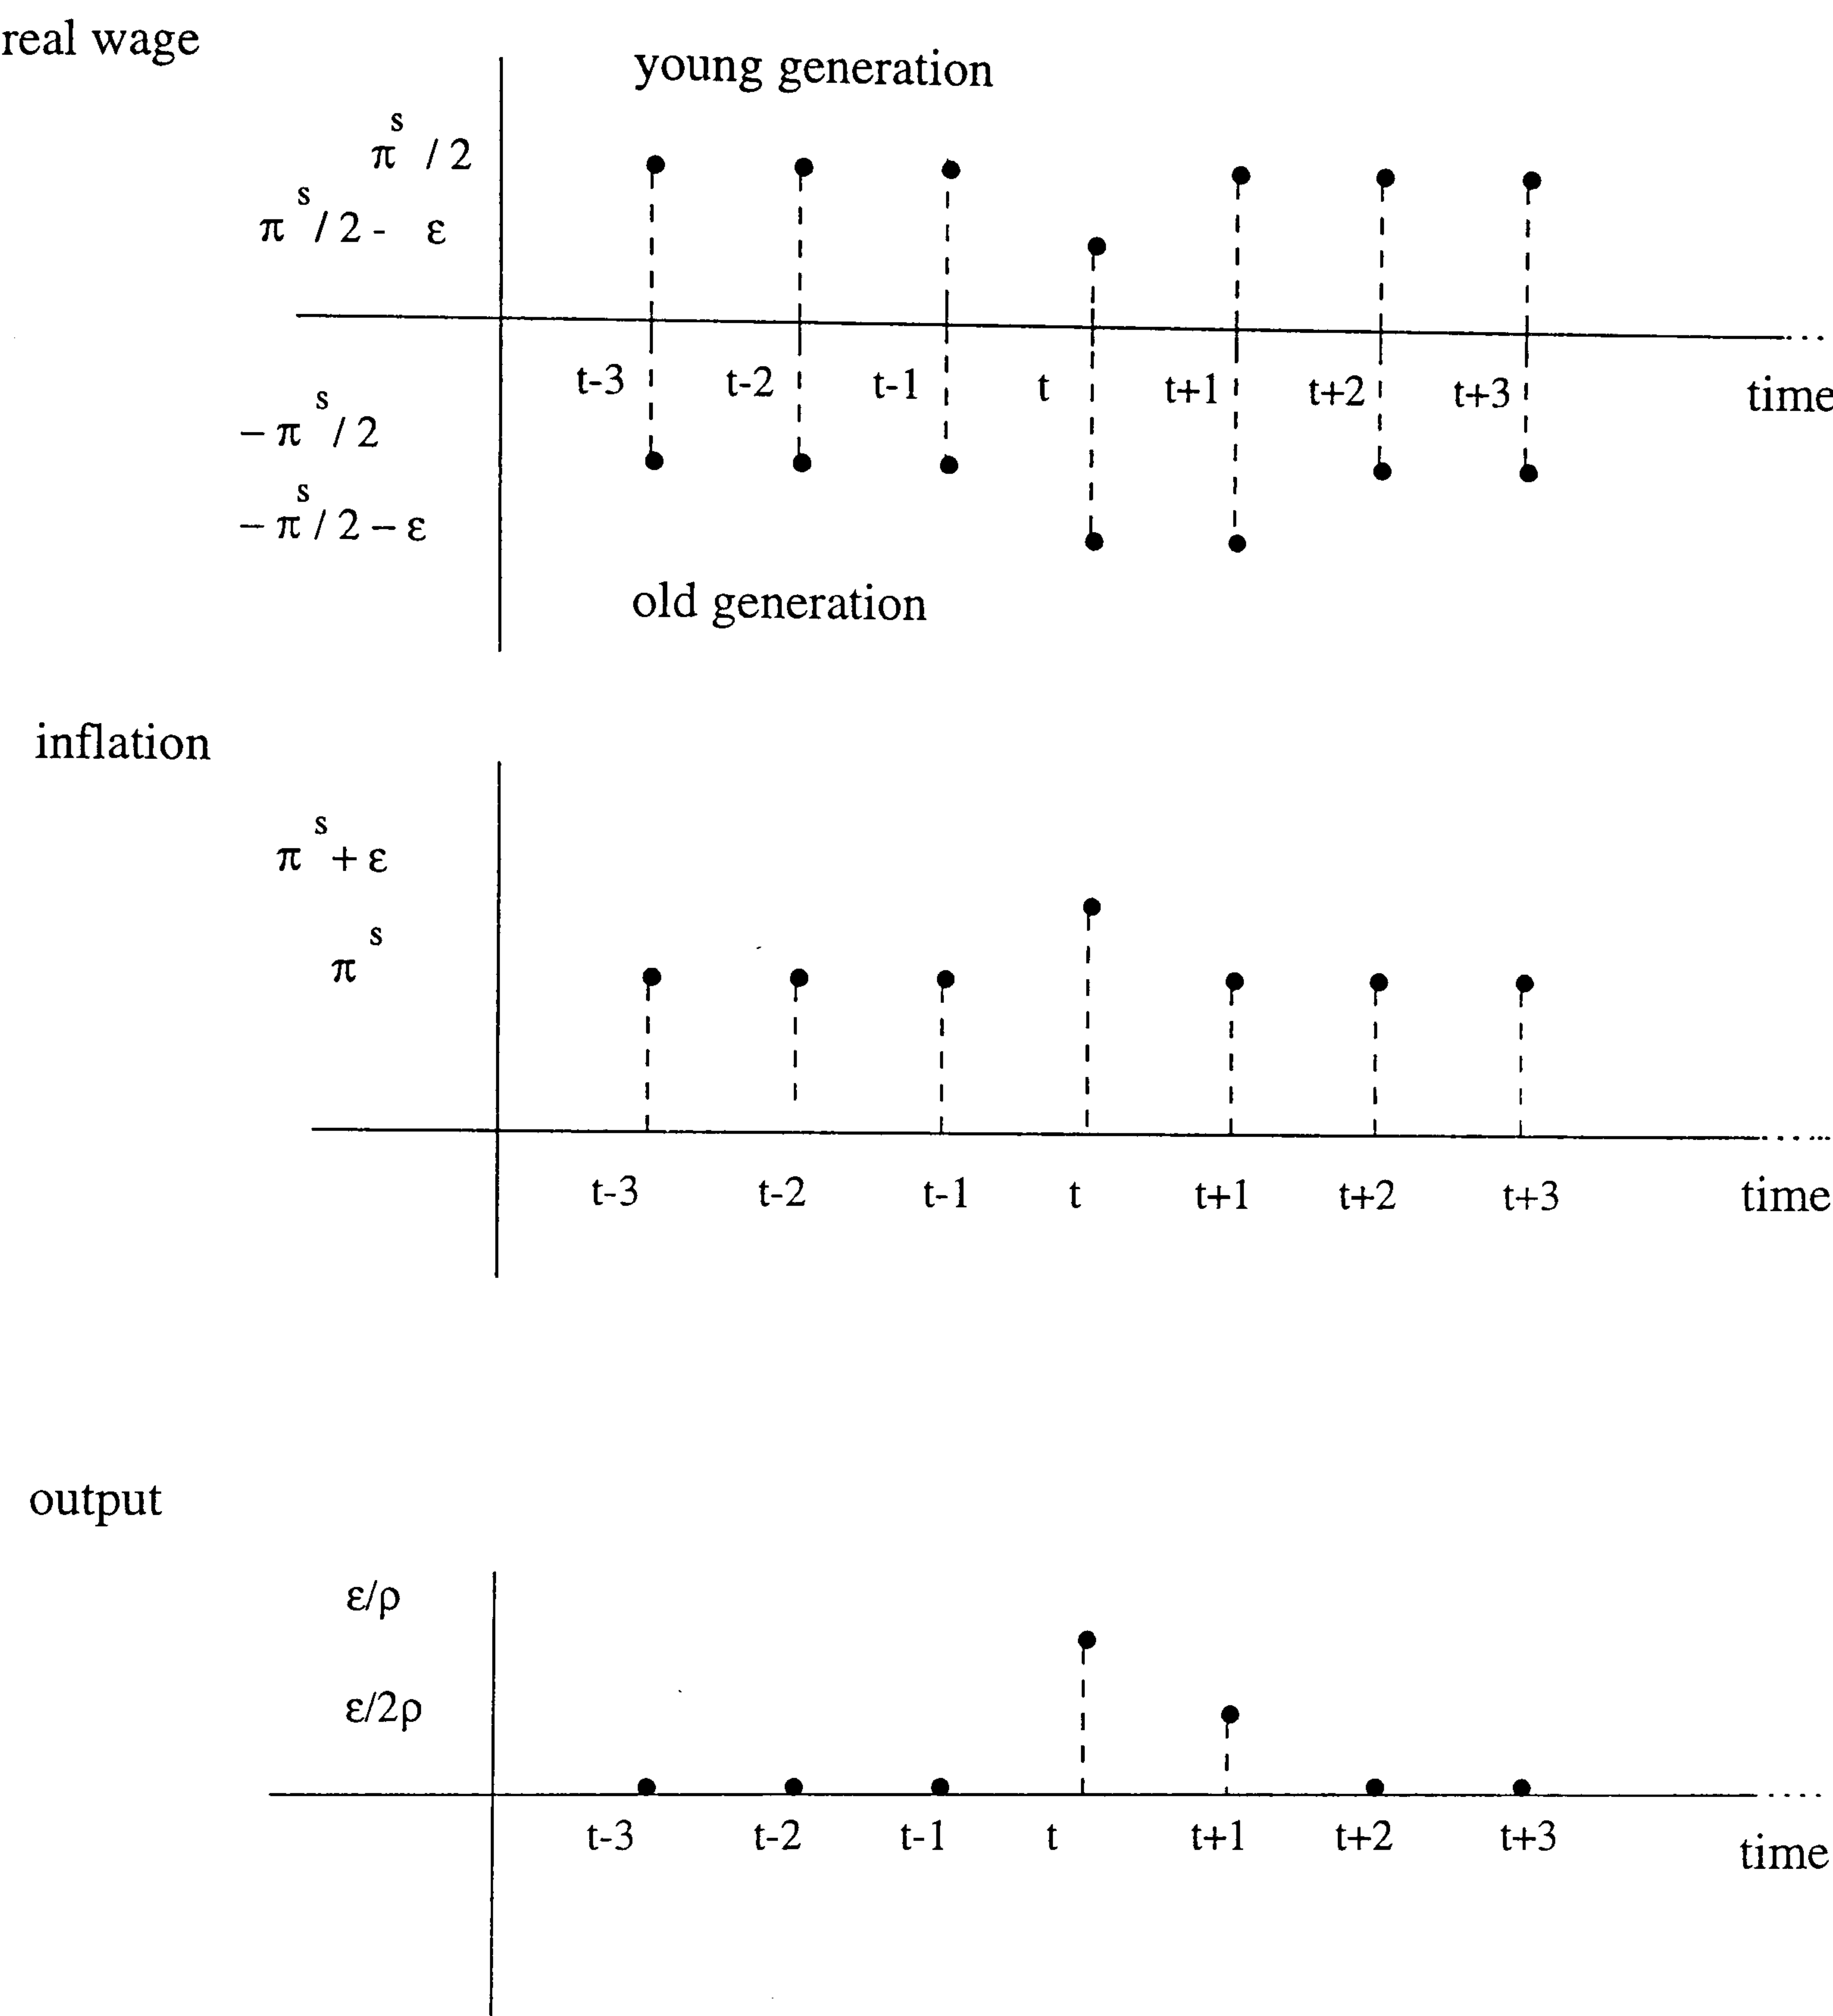 real wage
young generation
π^s / 2
π^s / 2 - ε
t-3 t-2 t-1 t t+1 t+2 t+3 time
− π^s / 2
− π^s / 2 − ε
old generation
inflation
π^s + ε
π^s
t-3 t-2 t-1 t t+1 t+2 t+3 time
output
ε/ρ
ε/2ρ
t-3 t-2 t-1 t t+1 t+2 t+3 time